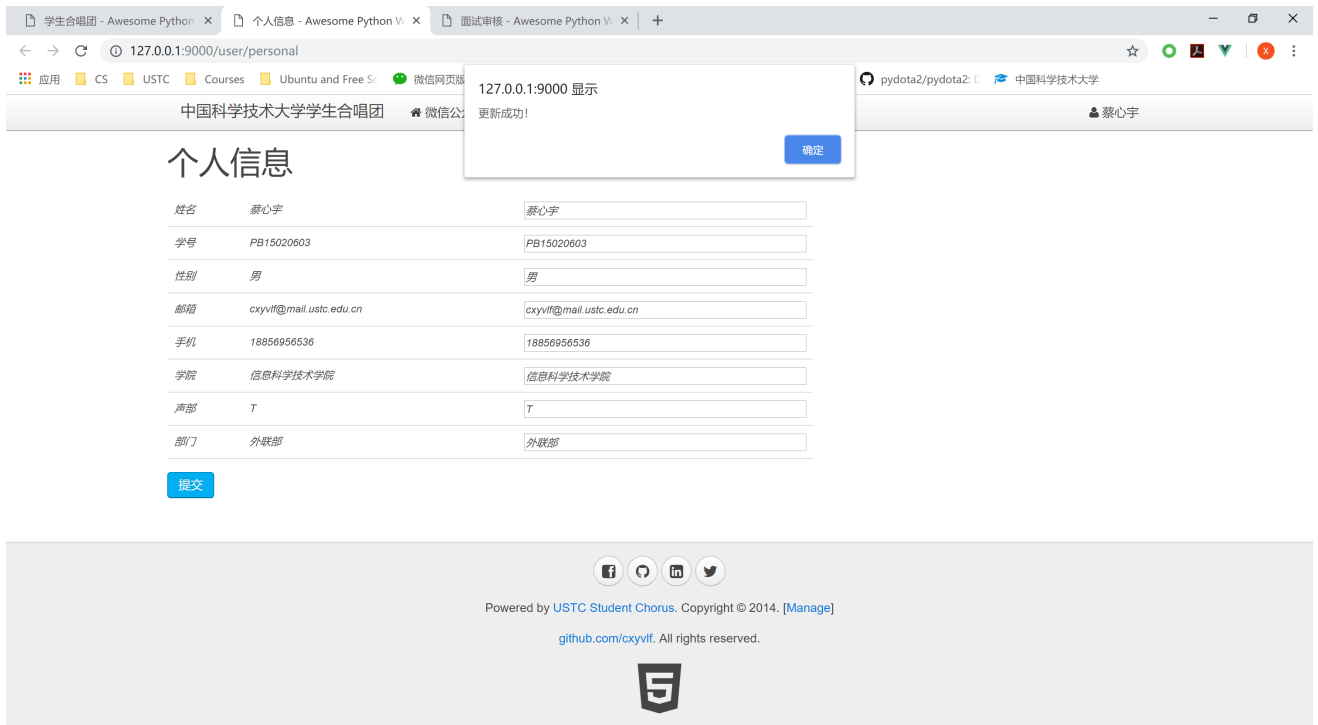 学生合唱团 - Awesome Python
个人信息 - Awesome Python W
面试审核 - Awesome Python W
127.0.0.1:9000/user/personal
X
应用 CS USTC Courses Ubuntu and Free Sc 微信网页版 pydota2/pydota2: 中国科学技术大学
127.0.0.1:9000 显示
更新成功!
确定
中国科学技术大学学生合唱团 微信公 蔡心宇
个人信息
姓名 蔡心宇 蔡心宇
学号 PB15020603 PB15020603
性别 男 男
邮箱 cxyvlf@mail.ustc.edu.cn cxyvlf@mail.ustc.edu.cn
手机 18856956536 18856956536
学院 信息科学技术学院 信息科学技术学院
声部 T T
部门 外联部 外联部
提交
Powered by USTC Student Chorus. Copyright © 2014. [Manage]
github.com/cxyvlf. All rights reserved.